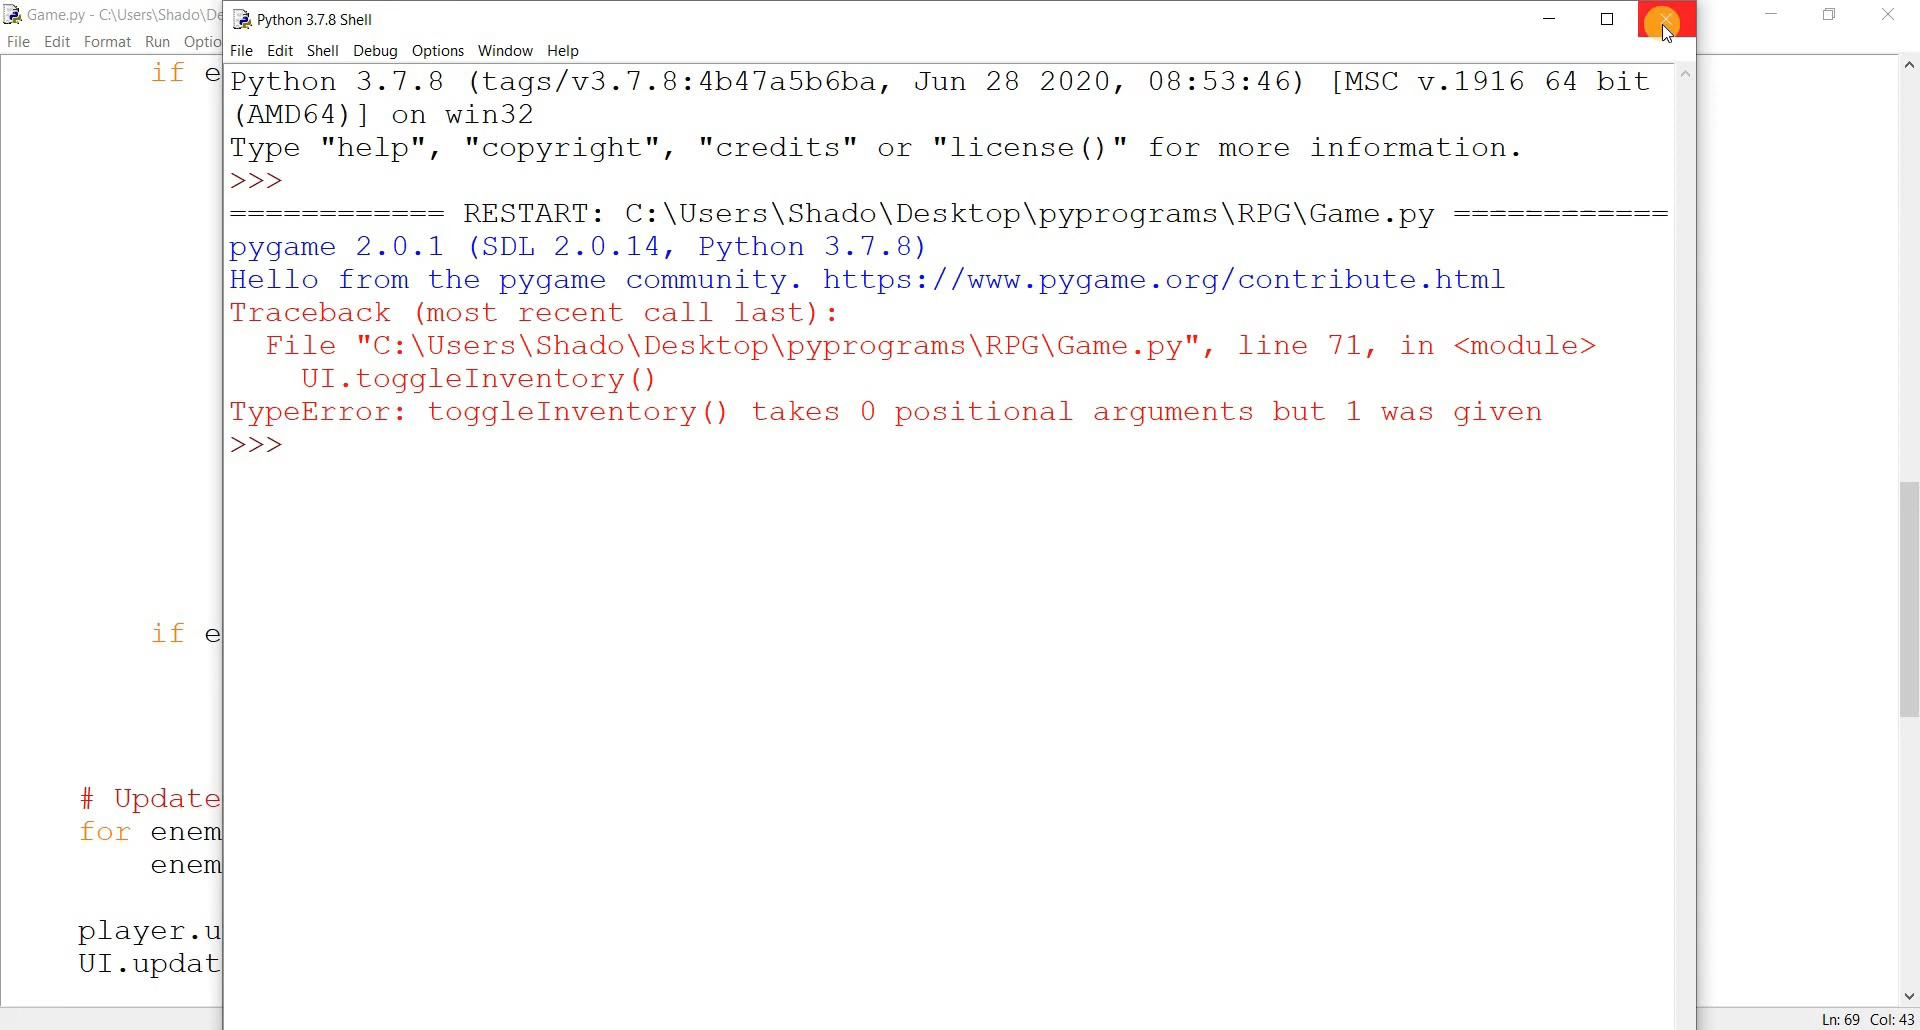 Game.py - C:\Users\Shado\De
File Edit Format Run Optio
Python 3.7.8 Shell
File Edit Shell Debug Options Window Help
if e
Python 3.7.8 (tags/v3.7.8:4b47a5b6ba, Jun 28 2020, 08:53:46) [MSC v.1916 64 bit
(AMD64)] on win32
Type "help", "copyright", "credits" or "license()" for more information.
>>>
============ RESTART: C:\Users\Shado\Desktop\pyprograms\RPG\Game.py ============
pygame 2.0.1 (SDL 2.0.14, Python 3.7.8)
Hello from the pygame community. https://www.pygame.org/contribute.html
Traceback (most recent call last):
File "C:\Users\Shado\Desktop\pyprograms\RPG\Game.py", line 71, in <module>
UI.toggleInventory()
TypeError: toggleInventory() takes 0 positional arguments but 1 was given
>>>
if e
# Update
for enem
enem
player.u
UI.updat
Ln: 69 Col: 43